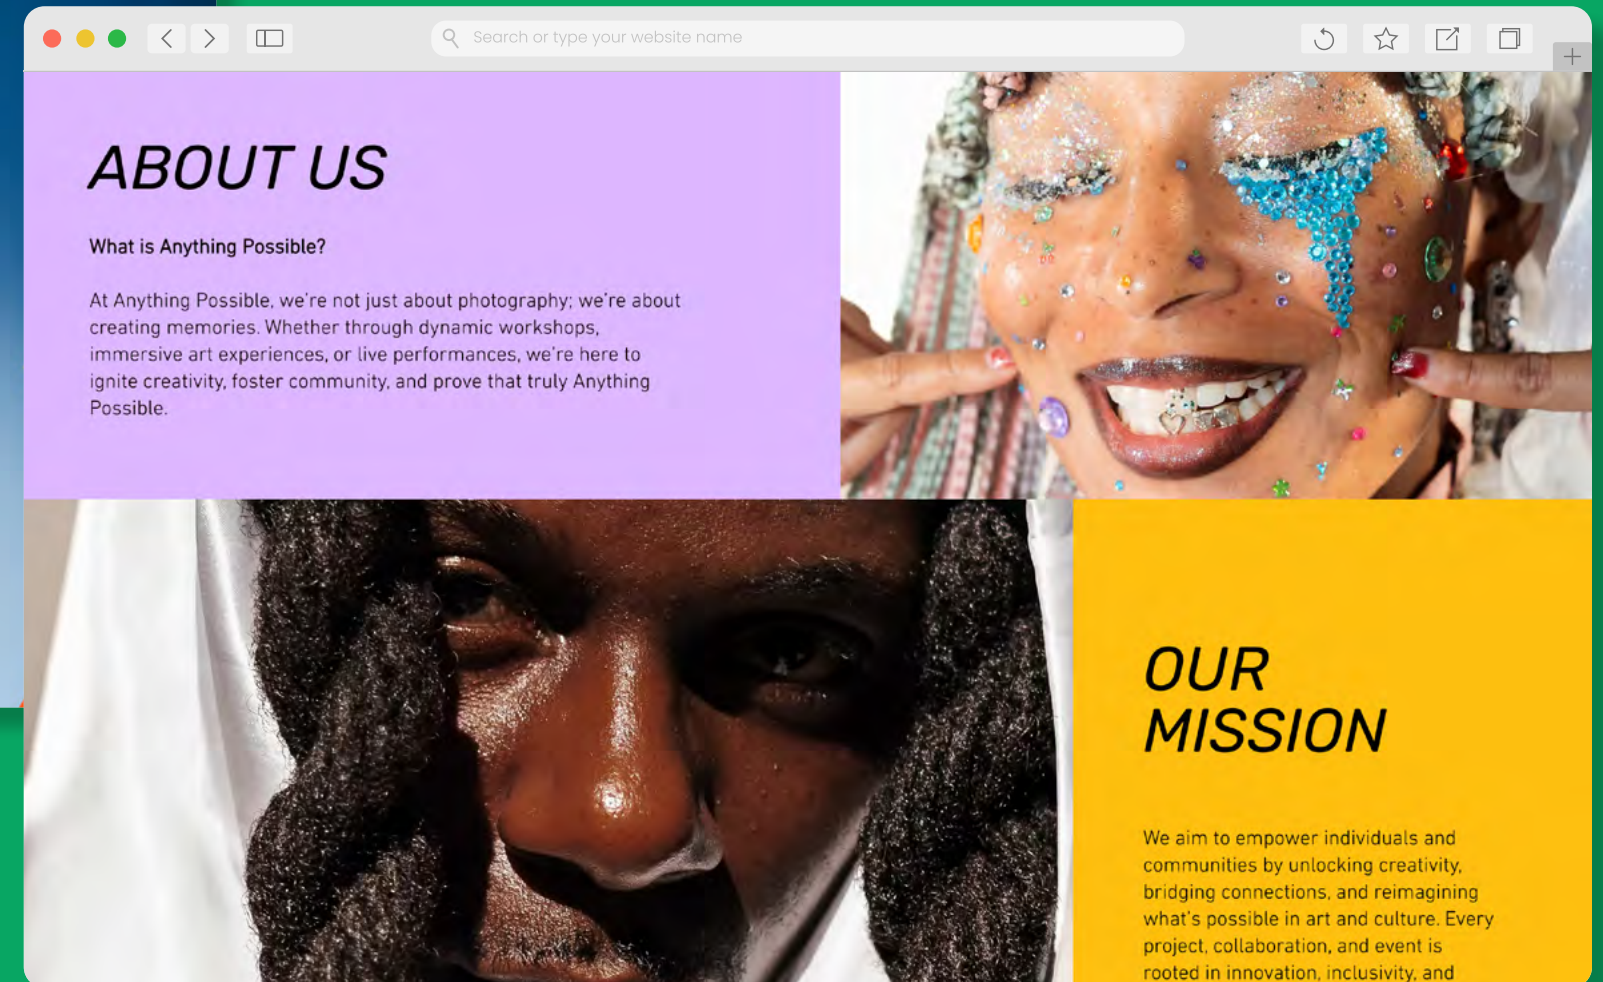 Search or type your website name
ABOUT US
What is Anything Possible?
At Anything Possible, we're not just about photography; we're about
creating memories. Whether through dynamic workshops,
immersive art experiences, or live performances, we're here to
ignite creativity, foster community, and prove that truly Anything
Possible.
OUR
MISSION
We aim to empower individuals and
communities by unlocking creativity,
bridging connections, and reimagining
what's possible in art and culture. Every
project, collaboration, and event is
rooted in innovation, inclusivity, and